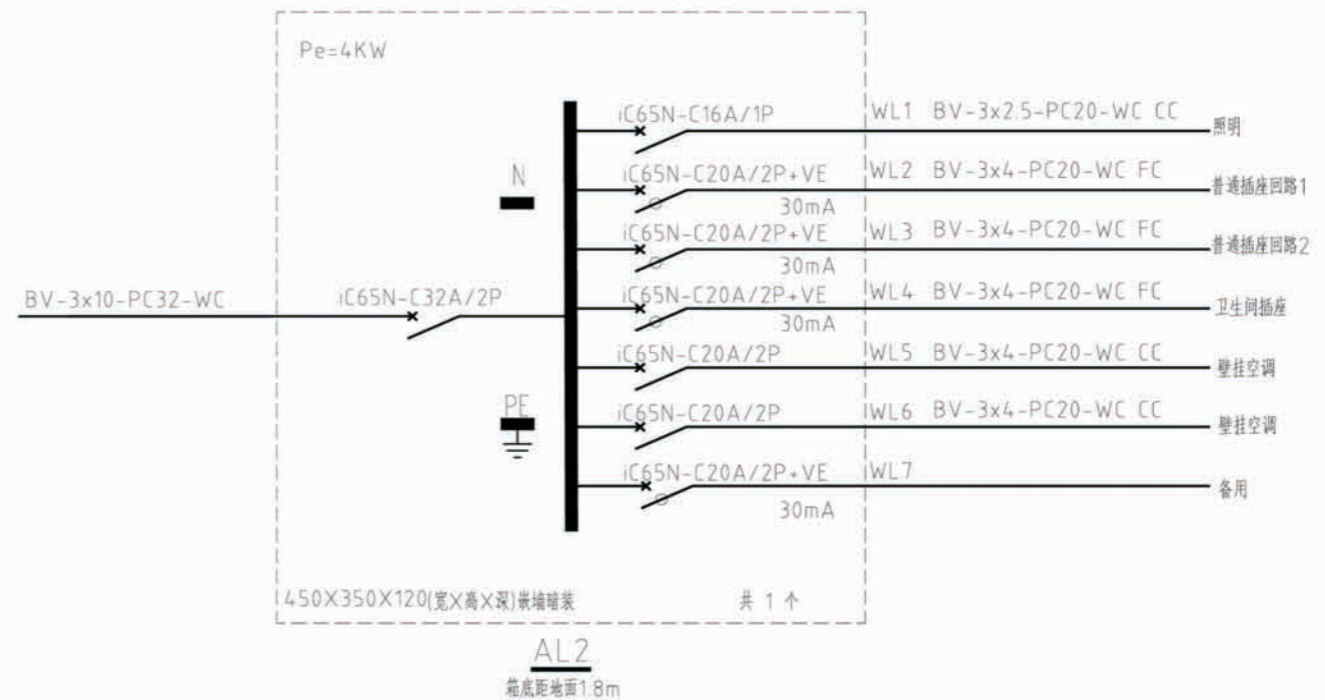 Pe=4KW
iC65N-C16A/1P WL1 BV-3x2.5-PC20-WC CC 照明
N
iC65N-C20A/2P+VE WL2 BV-3x4-PC20-WC FC 普通插座回路1
30mA
iC65N-C20A/2P+VE WL3 BV-3x4-PC20-WC FC 普通插座回路2
30mA
BV-3x10-PC32-WC iC65N-C32A/2P
iC65N-C20A/2P+VE WL4 BV-3x4-PC20-WC FC 卫生间插座
30mA
iC65N-C20A/2P WL5 BV-3x4-PC20-WC CC 壁挂空调
PE
iC65N-C20A/2P WL6 BV-3x4-PC20-WC CC 壁挂空调
iC65N-C20A/2P+VE WL7 备用
30mA
450X350X120(宽X高X深)嵌墙暗装 共 1 个
AL2
箱底距地面1.8m